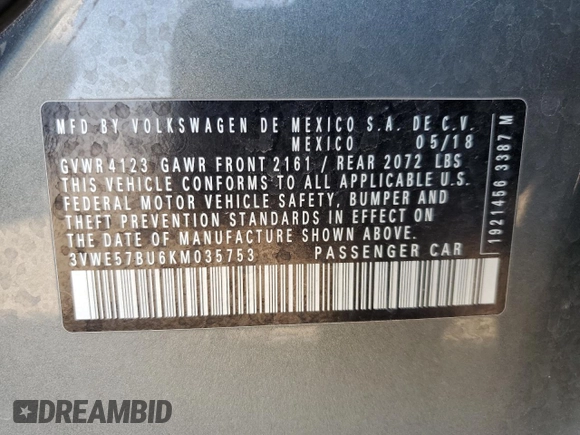 MFD BY VOLKSWAGEN DE MEXICO S.A. DE C.V.
MEXICO 05/18
GVWR 4123 GAWR FRONT 2161 / REAR 2072 LBS
THIS VEHICLE CONFORMS TO ALL APPLICABLE U.S.
FEDERAL MOTOR VEHICLE SAFETY, BUMPER AND
THEFT PREVENTION STANDARDS IN EFFECT ON
THE DATE OF MANUFACTURE SHOWN ABOVE.
3VWE57BU6KM035753 PASSENGER CAR
1921456 3387 M
DREAMBID